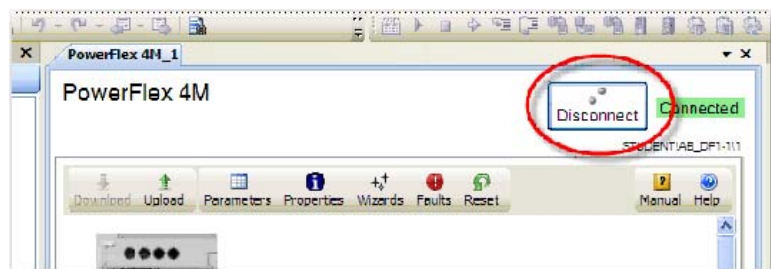 PowerFlex 4M_1
PowerFlex 4M
Disconnect
Connected
STUDENT\AB_DF1-1\1
Download Upload Parameters Properties Wizards Faults Reset Manual Help